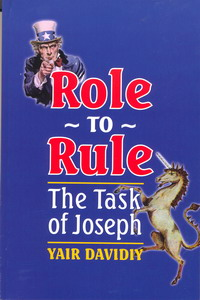 Role
~ TO ~
Rule
The Task
of Joseph
YAIR DAVIDIY